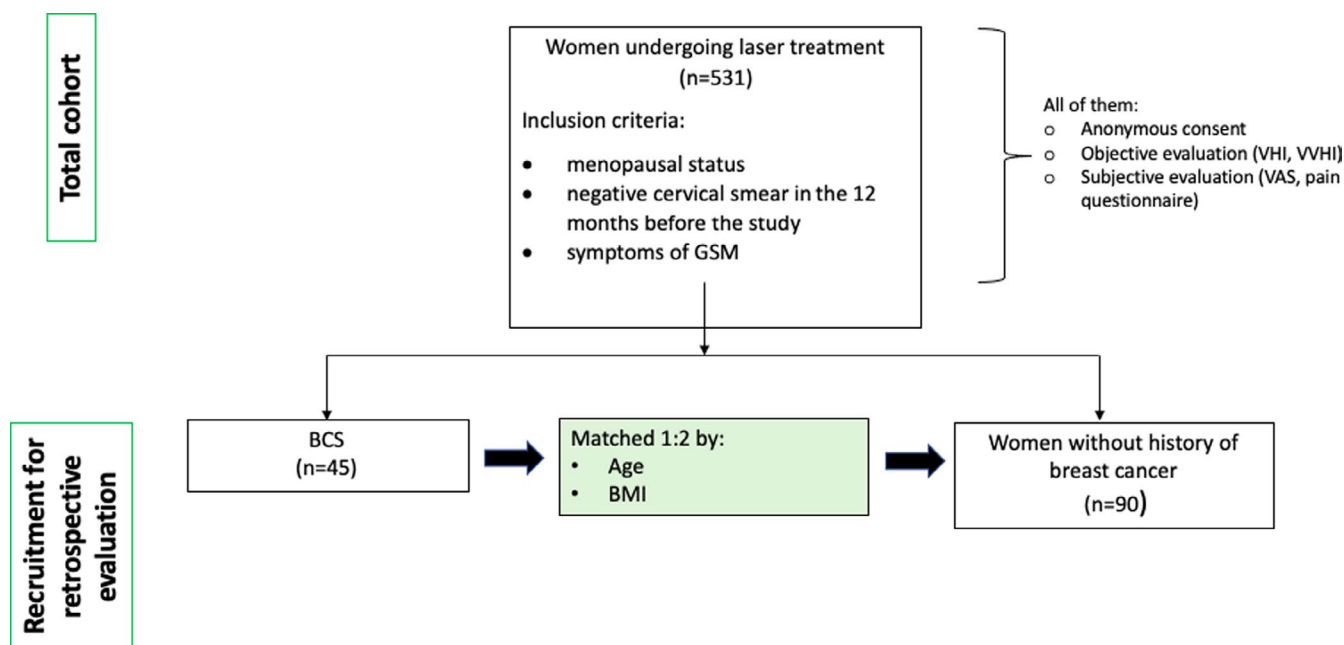 Total cohort
Women undergoing laser treatment
(n=531)
Inclusion criteria:
• menopausal status
• negative cervical smear in the 12
months before the study
• symptoms of GSM
All of them:
o Anonymous consent
o Objective evaluation (VHI, VVHI)
o Subjective evaluation (VAS, pain
questionnaire)
Recruitment for
retrospective
evaluation
BCS
(n=45)
Matched 1:2 by:
• Age
• BMI
Women without history of
breast cancer
(n=90)